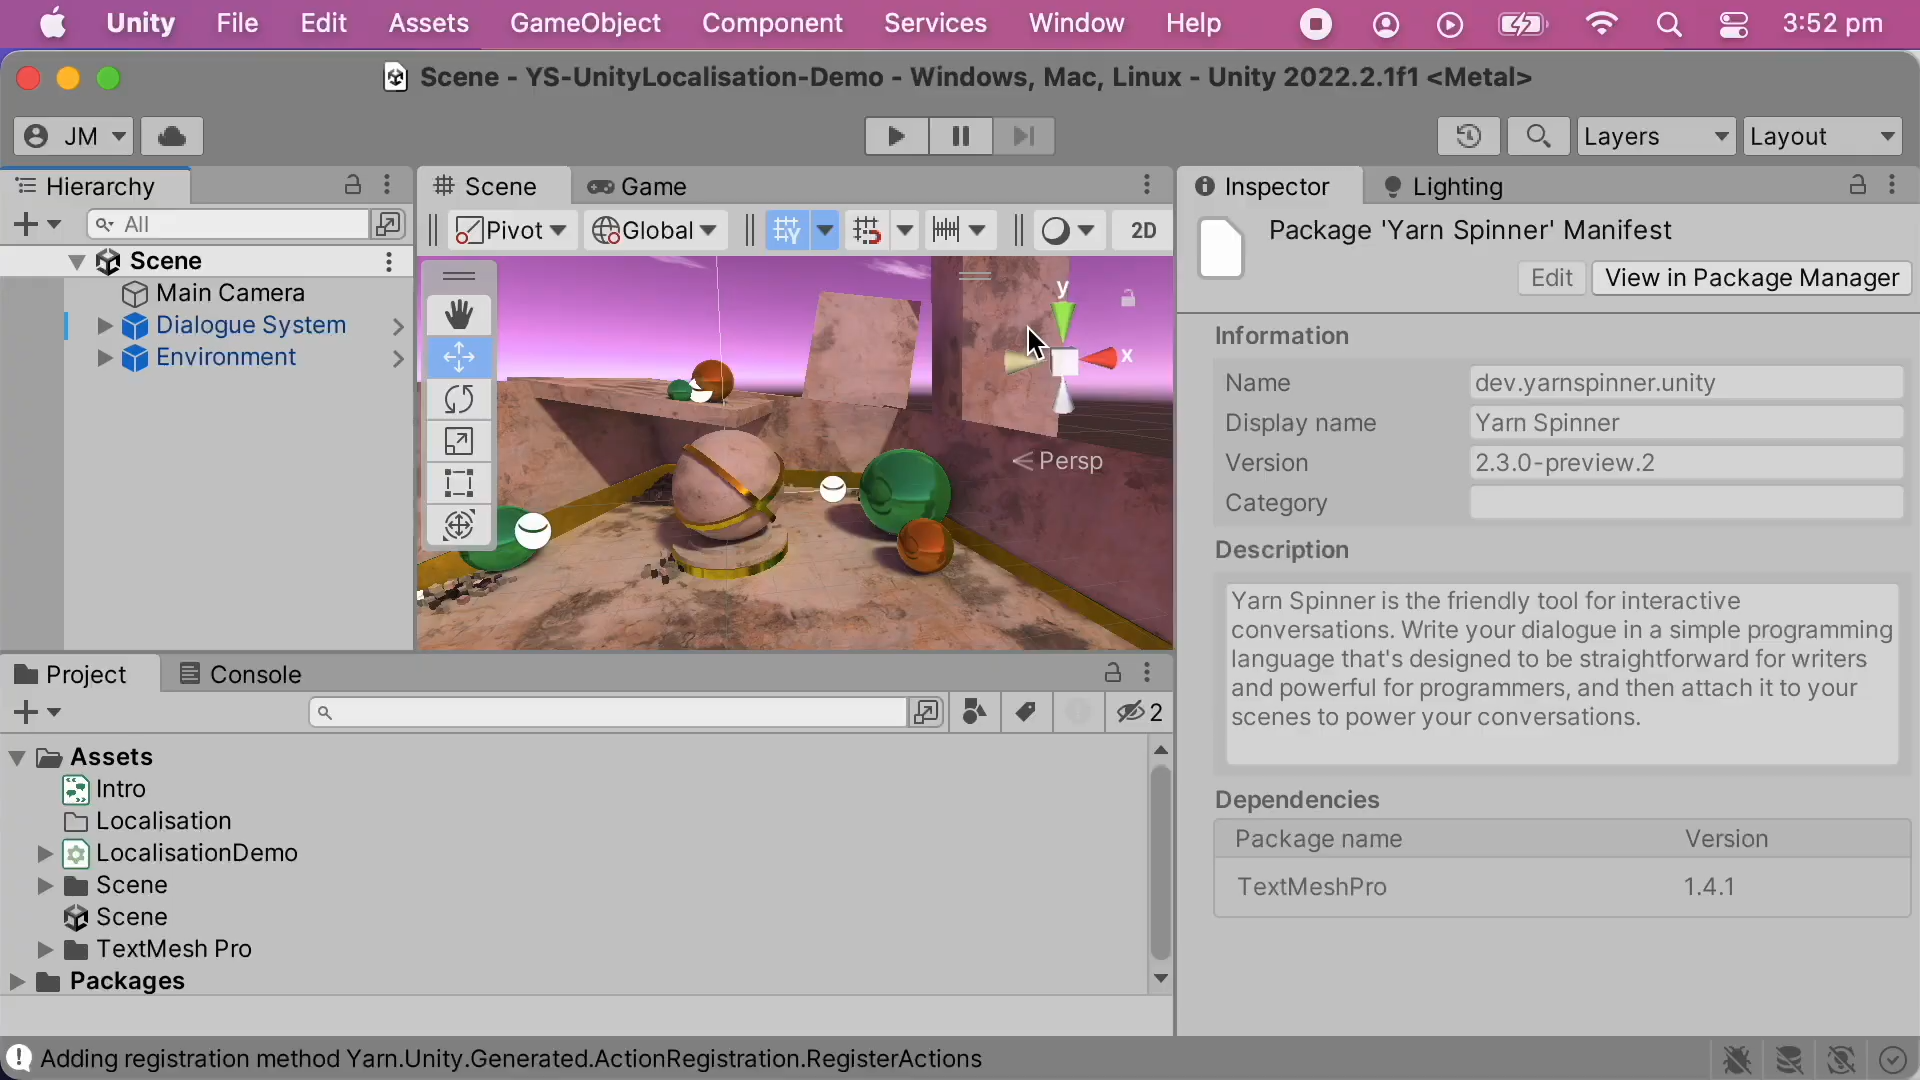 Unity File Edit Assets GameObject Component Services Window Help 3:52 pm
Scene - YS-UnityLocalisation-Demo - Windows, Mac, Linux - Unity 2022.2.1f1 <Metal>
JM Layers Layout
Hierarchy
All
Scene
Main Camera
Dialogue System
Environment
Scene Game
Pivot Global 2D
y
x
Persp
Inspector Lighting
Package 'Yarn Spinner' Manifest
Edit View in Package Manager
Information
Name dev.yarnspinner.unity
Display name Yarn Spinner
Version 2.3.0-preview.2
Category
Description
Yarn Spinner is the friendly tool for interactive
conversations. Write your dialogue in a simple programming
language that's designed to be straightforward for writers
and powerful for programmers, and then attach it to your
scenes to power your conversations.
Dependencies
Package name Version
TextMeshPro 1.4.1
Project Console
2
Assets
Intro
Localisation
LocalisationDemo
Scene
Scene
TextMesh Pro
Packages
Adding registration method Yarn.Unity.Generated.ActionRegistration.RegisterActions